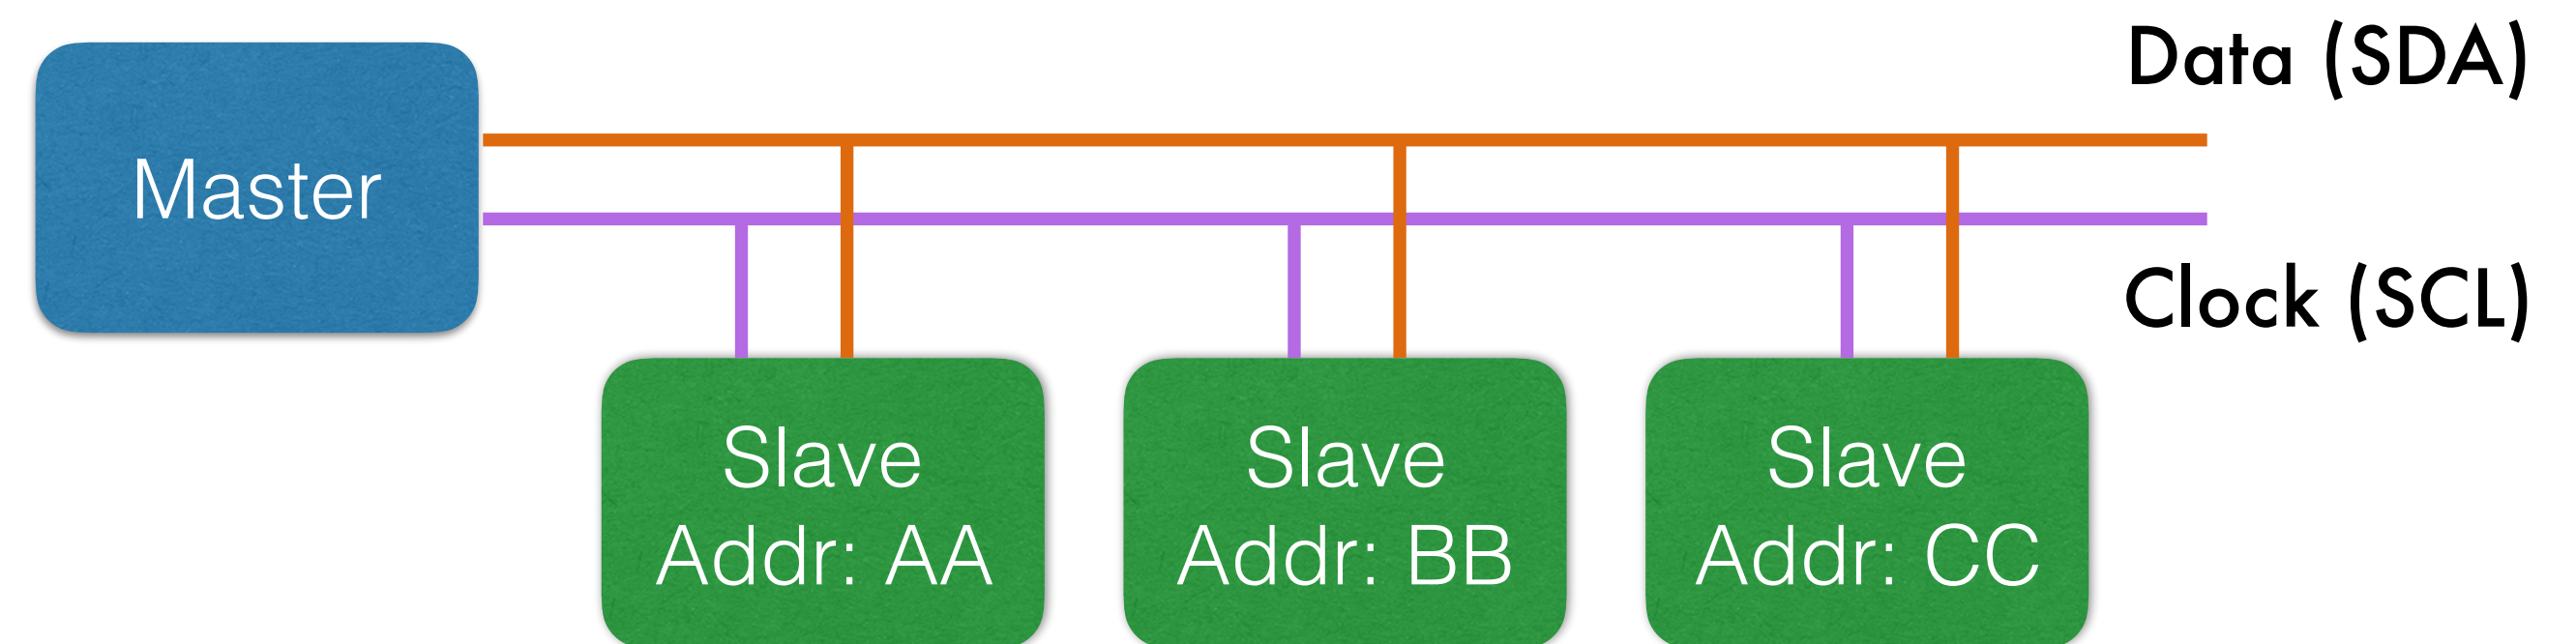 Data (SDA)
Master
Clock (SCL)
Slave
Addr: AA
Slave
Addr: BB
Slave
Addr: CC